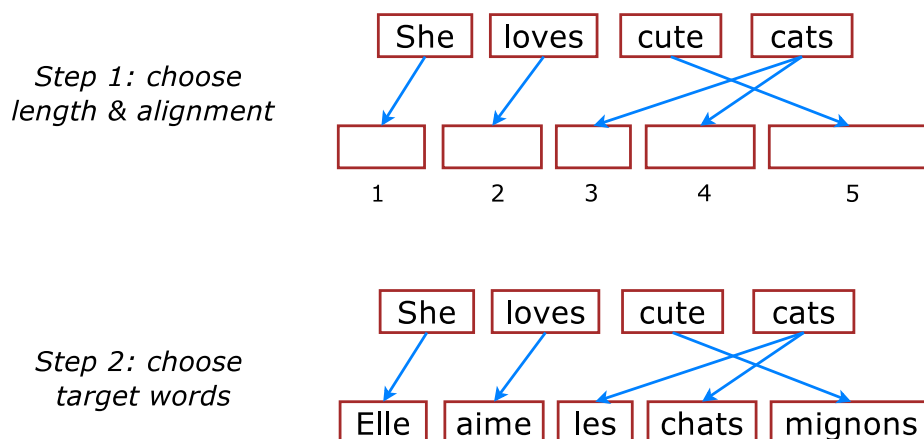 She loves cute cats
Step 1: choose
length & alignment
1 2 3 4 5
She loves cute cats
Step 2: choose
target words
Elle aime les chats mignons